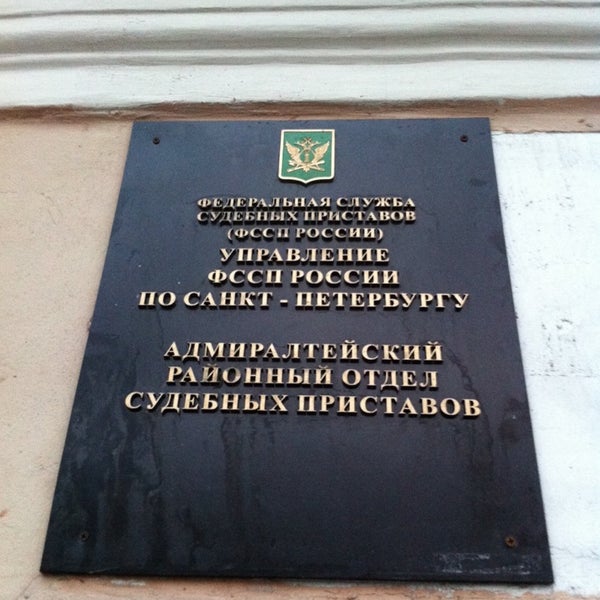 ФЕДЕРАЛЬНАЯ СЛУЖБА
СУДЕБНЫХ ПРИСТАВОВ
(ФССП РОССИИ)
УПРАВЛЕНИЕ
ФССП РОССИИ
ПО САНКТ - ПЕТЕРБУРГУ
АДМИРАЛТЕЙСКИЙ
РАЙОННЫЙ ОТДЕЛ
СУДЕБНЫХ ПРИСТАВОВ